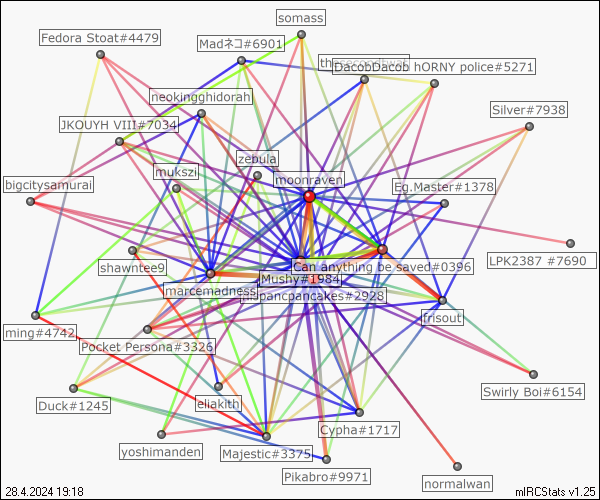 somass
Fedora Stoat#4479
Madネコ#6901
DacobDacob hORNY police#5271
neokingghidorah
Silver#7938
JKOUYH VIII#7034
zebula
mukszi
moonraven
bigcitysamurai
Eg.Master#1378
LPK2387 #7690
shawntee9
Can anything be saved#0396
Mushy#1984
marcemadness
pancpancakes#2928
frisout
ming#4742
Pocket Persona#3326
Swirly Boi#6154
Duck#1245
eliakith
Cypha#1717
yoshimanden
Majestic#3375
Pikabro#9971
normalwan
28.4.2024 19:18
mIRCStats v1.25